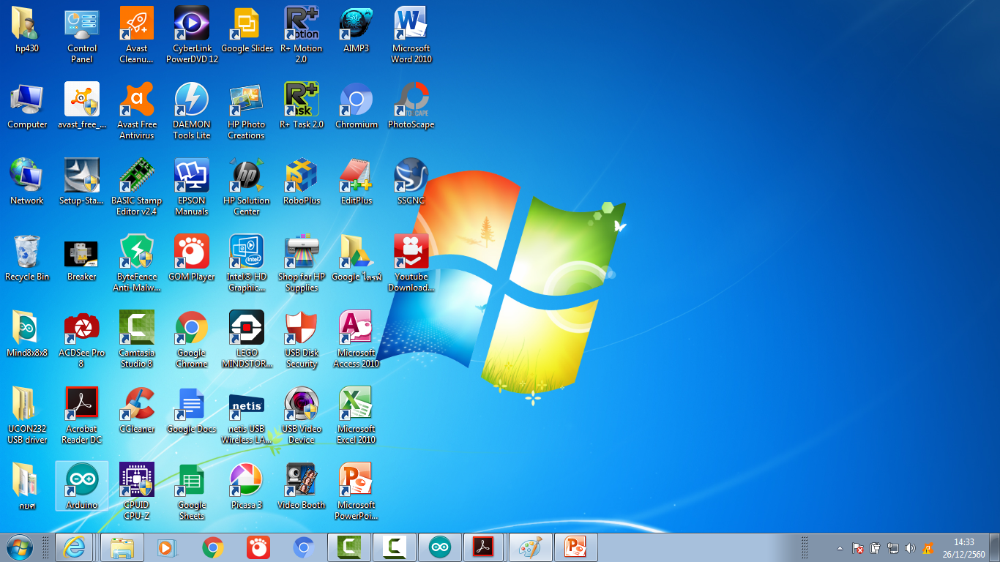 hp430
Control
Panel
Avast
Cleanu...
CyberLink
PowerDVD 12
Google Slides
R+
Motion
R+ Motion
2.0
AIMP3
W
Microsoft
Word 2010
Computer
avast_free_...
a
Avast Free
Antivirus
DAEMON
Tools Lite
HP Photo
Creations
R+
R+ Task 2.0
Chromium
PhotoScape
Network
Setup-Sta...
BASIC Stamp
Editor v2.4
EPSON
Manuals
hp
HP Solution
Center
RoboPlus
EditPlus
SSCNC
Recycle Bin
Breaker
ByteFence
Anti-Malw...
GOM Player
intel
Intel® HD
Graphic...
Shop for HP
Supplies
Google ไดรฟ์
Youtube
Download...
Mind8x8x8
ACDSee Pro
8
C
Camtasia
Studio 8
Google
Chrome
LEGO
MINDSTOR...
USB Disk
Security
A
Microsoft
Access 2010
UCON232
USB driver
Acrobat
Reader DC
CCleaner
Google Docs
netis
netis USB
Wireless LA...
USB Video
Device
X
Microsoft
Excel 2010
กยศ
Arduino
CPUID
CPU-Z
Google
Sheets
Picasa 3
Video Booth
P
Microsoft
PowerPoi...
C
C
P
14:33
26/12/2560